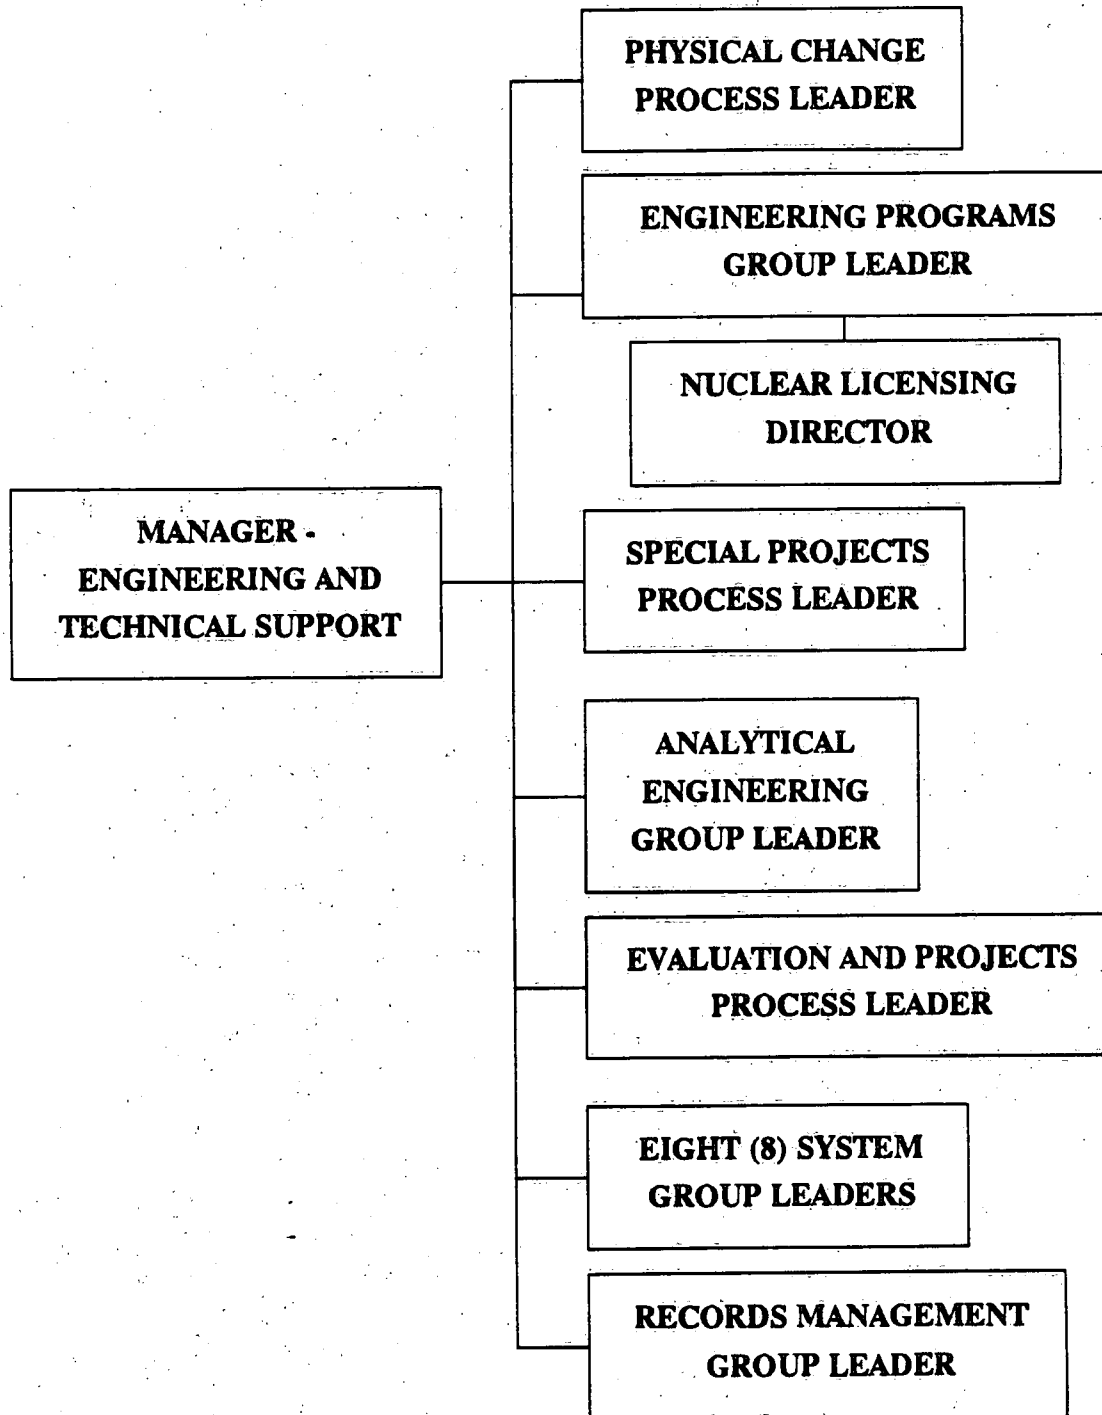 PHYSICAL CHANGE
PROCESS LEADER
ENGINEERING PROGRAMS
GROUP LEADER
NUCLEAR LICENSING
DIRECTOR
MANAGER -
ENGINEERING AND
TECHNICAL SUPPORT
SPECIAL PROJECTS
PROCESS LEADER
ANALYTICAL
ENGINEERING
GROUP LEADER
EVALUATION AND PROJECTS
PROCESS LEADER
EIGHT (8) SYSTEM
GROUP LEADERS
RECORDS MANAGEMENT
GROUP LEADER